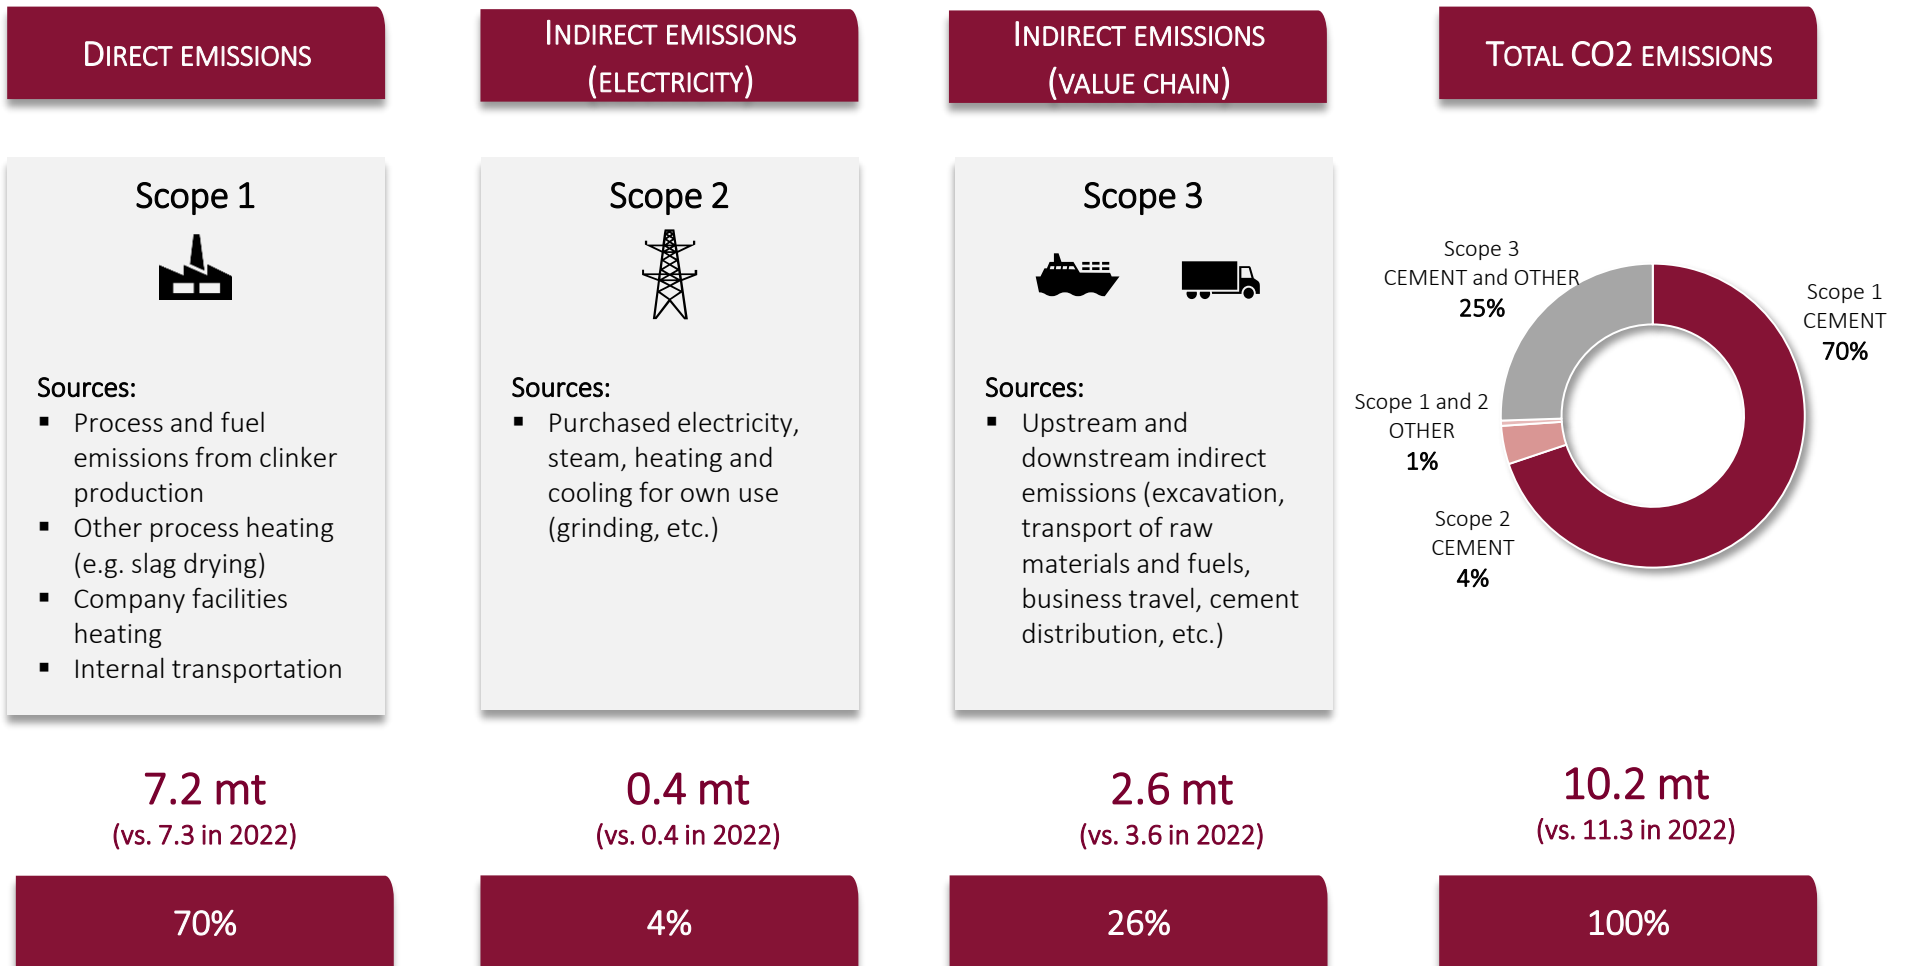 DIRECT EMISSIONS
INDIRECT EMISSIONS
(ELECTRICITY)
INDIRECT EMISSIONS
(VALUE CHAIN)
TOTAL CO2 EMISSIONS
Scope 1
Sources:
▪ Process and fuel
emissions from clinker
production
▪ Other process heating
(e.g. slag drying)
▪ Company facilities
heating
▪ Internal transportation
Scope 2
Sources:
▪ Purchased electricity,
steam, heating and
cooling for own use
(grinding, etc.)
Scope 3
Sources:
▪ Upstream and
downstream indirect
emissions (excavation,
transport of raw
materials and fuels,
business travel, cement
distribution, etc.)
Scope 3
CEMENT and OTHER
25%
Scope 1
CEMENT
70%
Scope 1 and 2
OTHER
1%
Scope 2
CEMENT
4%
7.2 mt
(vs. 7.3 in 2022)
0.4 mt
(vs. 0.4 in 2022)
2.6 mt
(vs. 3.6 in 2022)
10.2 mt
(vs. 11.3 in 2022)
70%
4%
26%
100%